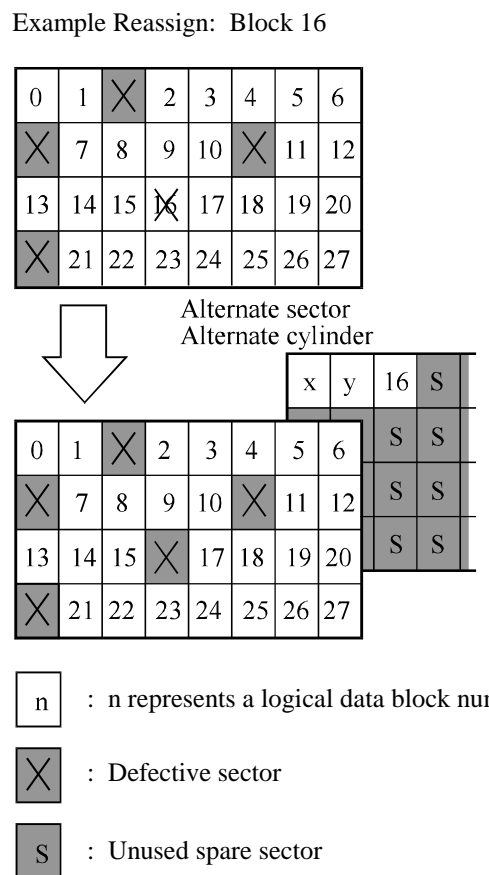 Example Reassign: Block 16
0 1 X 2 3 4 5 6
X 7 8 9 10 X 11 12
13 14 15 16 17 18 19 20
X 21 22 23 24 25 26 27
Alternate sector
Alternate cylinder
x y 16 S
S S
S S
S S
0 1 X 2 3 4 5 6
X 7 8 9 10 X 11 12
13 14 15 X 17 18 19 20
X 21 22 23 24 25 26 27
n : n represents a logical data block
X : Defective sector
S : Unused spare sector